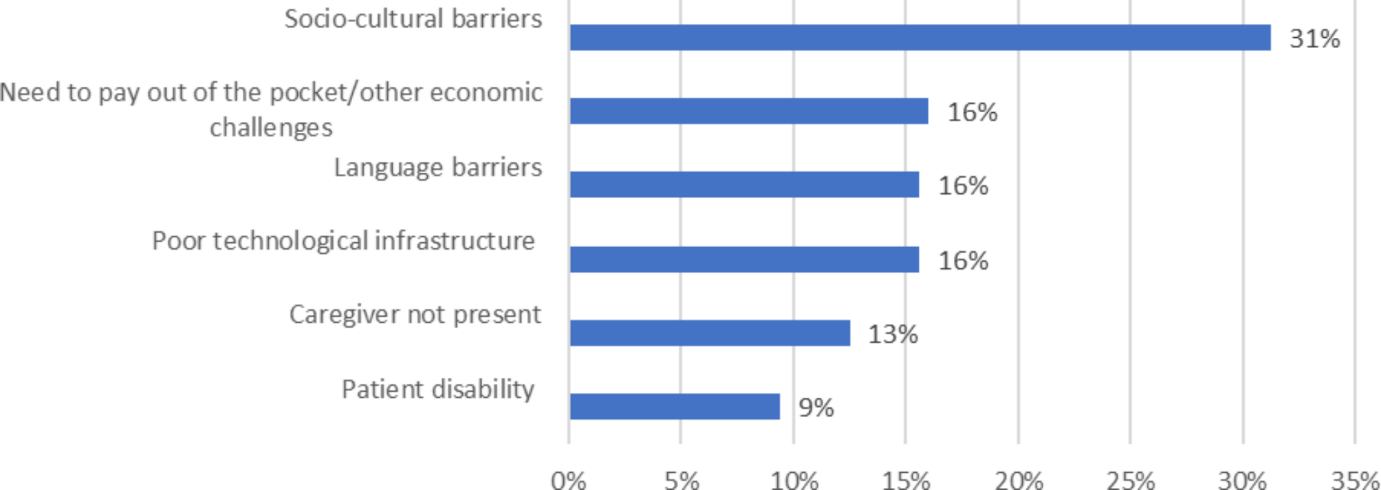 Socio-cultural barriers
31%
Need to pay out of the pocket/other economic
challenges
16%
Language barriers
16%
Poor technological infrastructure
16%
Caregiver not present
13%
Patient disability
9%
0% 5% 10% 15% 20% 25% 30% 35%